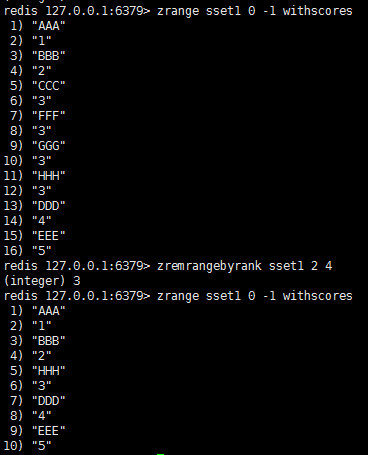 redis 127.0.0.1:6379> zrange sset1 0 -1 withscores
1) "AAA"
2) "1"
3) "BBB"
4) "2"
5) "CCC"
6) "3"
7) "FFF"
8) "3"
9) "GGG"
10) "3"
11) "HHH"
12) "3"
13) "DDD"
14) "4"
15) "EEE"
16) "5"
redis 127.0.0.1:6379> zremrangebyrank sset1 2 4
(integer) 3
redis 127.0.0.1:6379> zrange sset1 0 -1 withscores
1) "AAA"
2) "1"
3) "BBB"
4) "2"
5) "HHH"
6) "3"
7) "DDD"
8) "4"
9) "EEE"
10) "5"